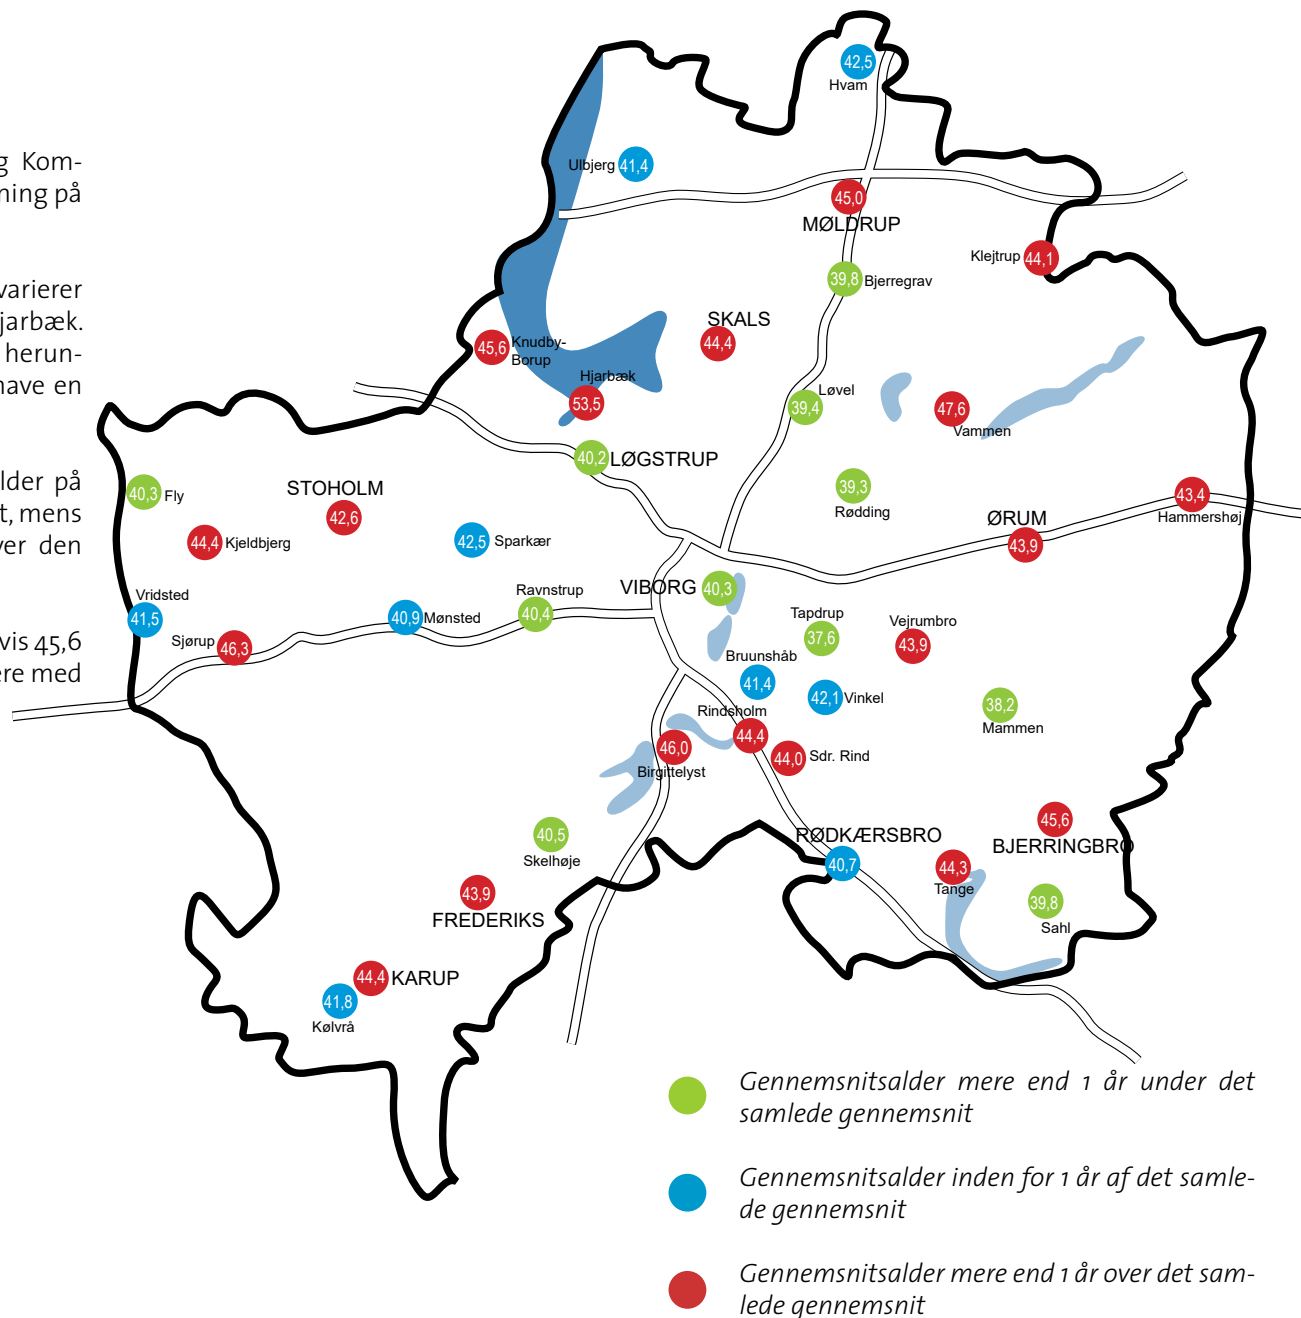 g Kom-
ning på
varierer
jarbæk.
herun-
have en
lder på
t, mens
ver den
vis 45,6
ere med
42,5
Hvam
Ulbjerg 41,4
45,0
MØLDRUP
Klejtrup 44,1
39,8 Bjerregrav
SKALS
44,4
45,6 Knudby-
Borup
Hjarbæk
53,5
Løvel
39,4
47,6
Vammen
40,2 LØGSTRUP
40,3 Fly
STOHOLM
42,6
39,3
Rødding
43,4
Hammershøj
ØRUM
43,9
44,4 Kjeldbjerg
42,5 Sparkær
VIBORG 40,3
Ravnstrup
40,4
Vridsted
41,5
40,9 Mønsted
Tapdrup
37,6
Vejrumbro
43,9
Sjørup 46,3
Bruunshåb
41,4
42,1 Vinkel
38,2
Mammen
Rindsholm
44,4
46,0
Birgittelyst
44,0 Sdr. Rind
40,5
Skelhøje
RØDKÆRSBRO
40,7
45,6
BJERRINGBRO
44,3
Tange
39,8
Sahl
43,9
FREDERIKS
44,4 KARUP
41,8
Kølvrå
Gennemsnitsalder mere end 1 år under det
samlede gennemsnit
Gennemsnitsalder inden for 1 år af det samle-
de gennemsnit
Gennemsnitsalder mere end 1 år over det sam-
lede gennemsnit